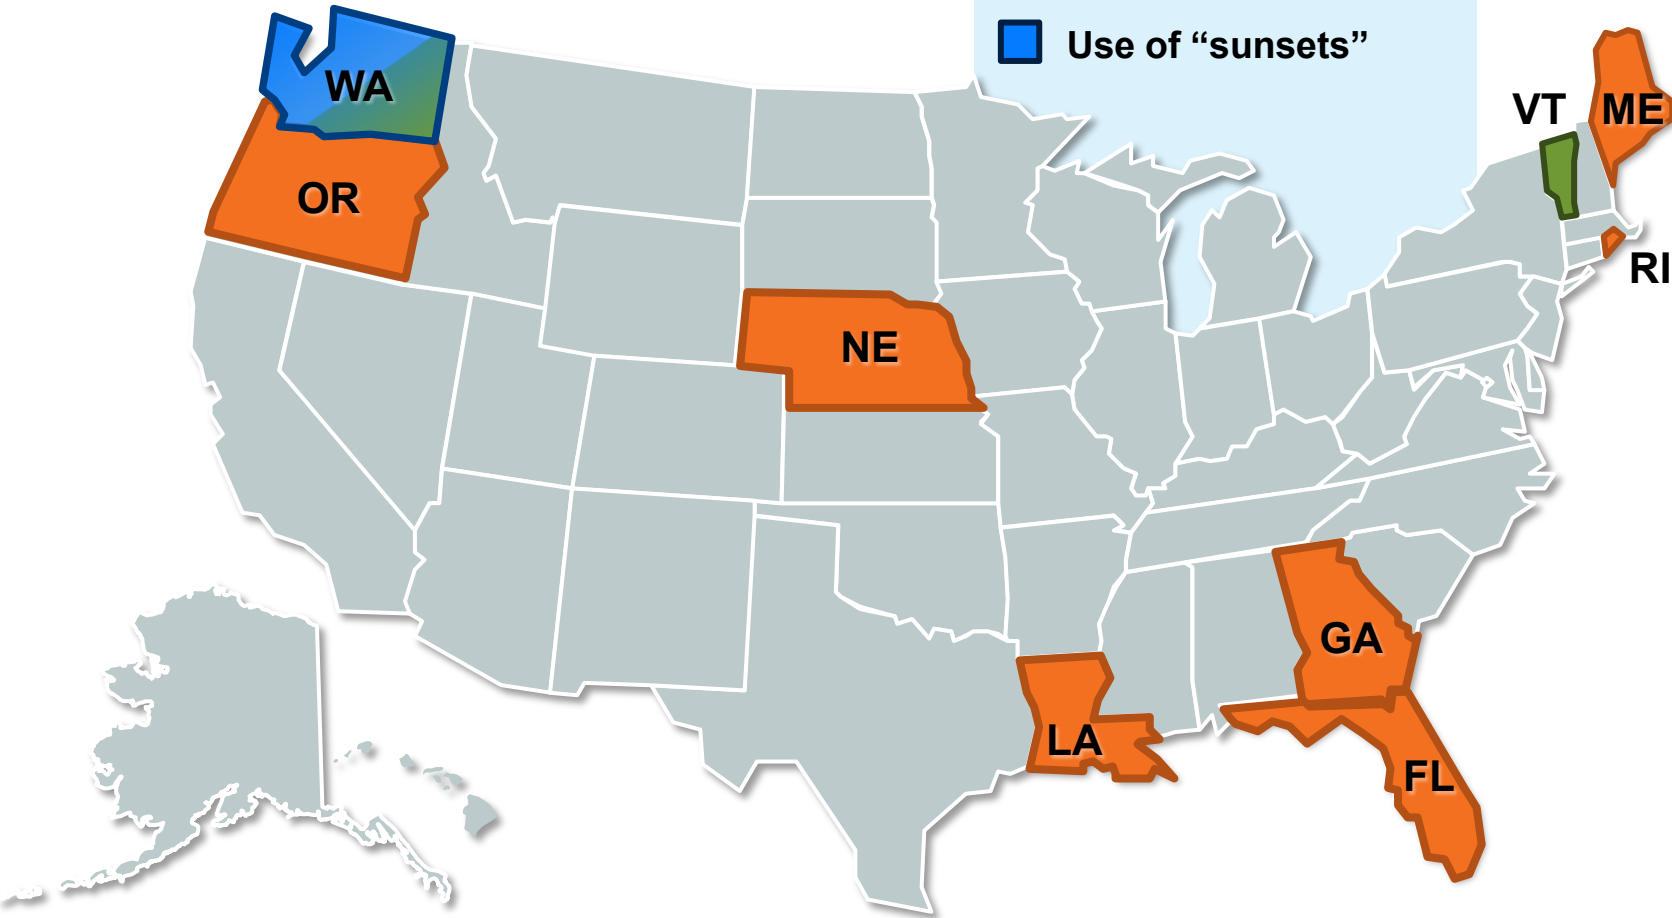 Use of “sunsets”
WA
VT
ME
OR
RI
NE
GA
LA
FL